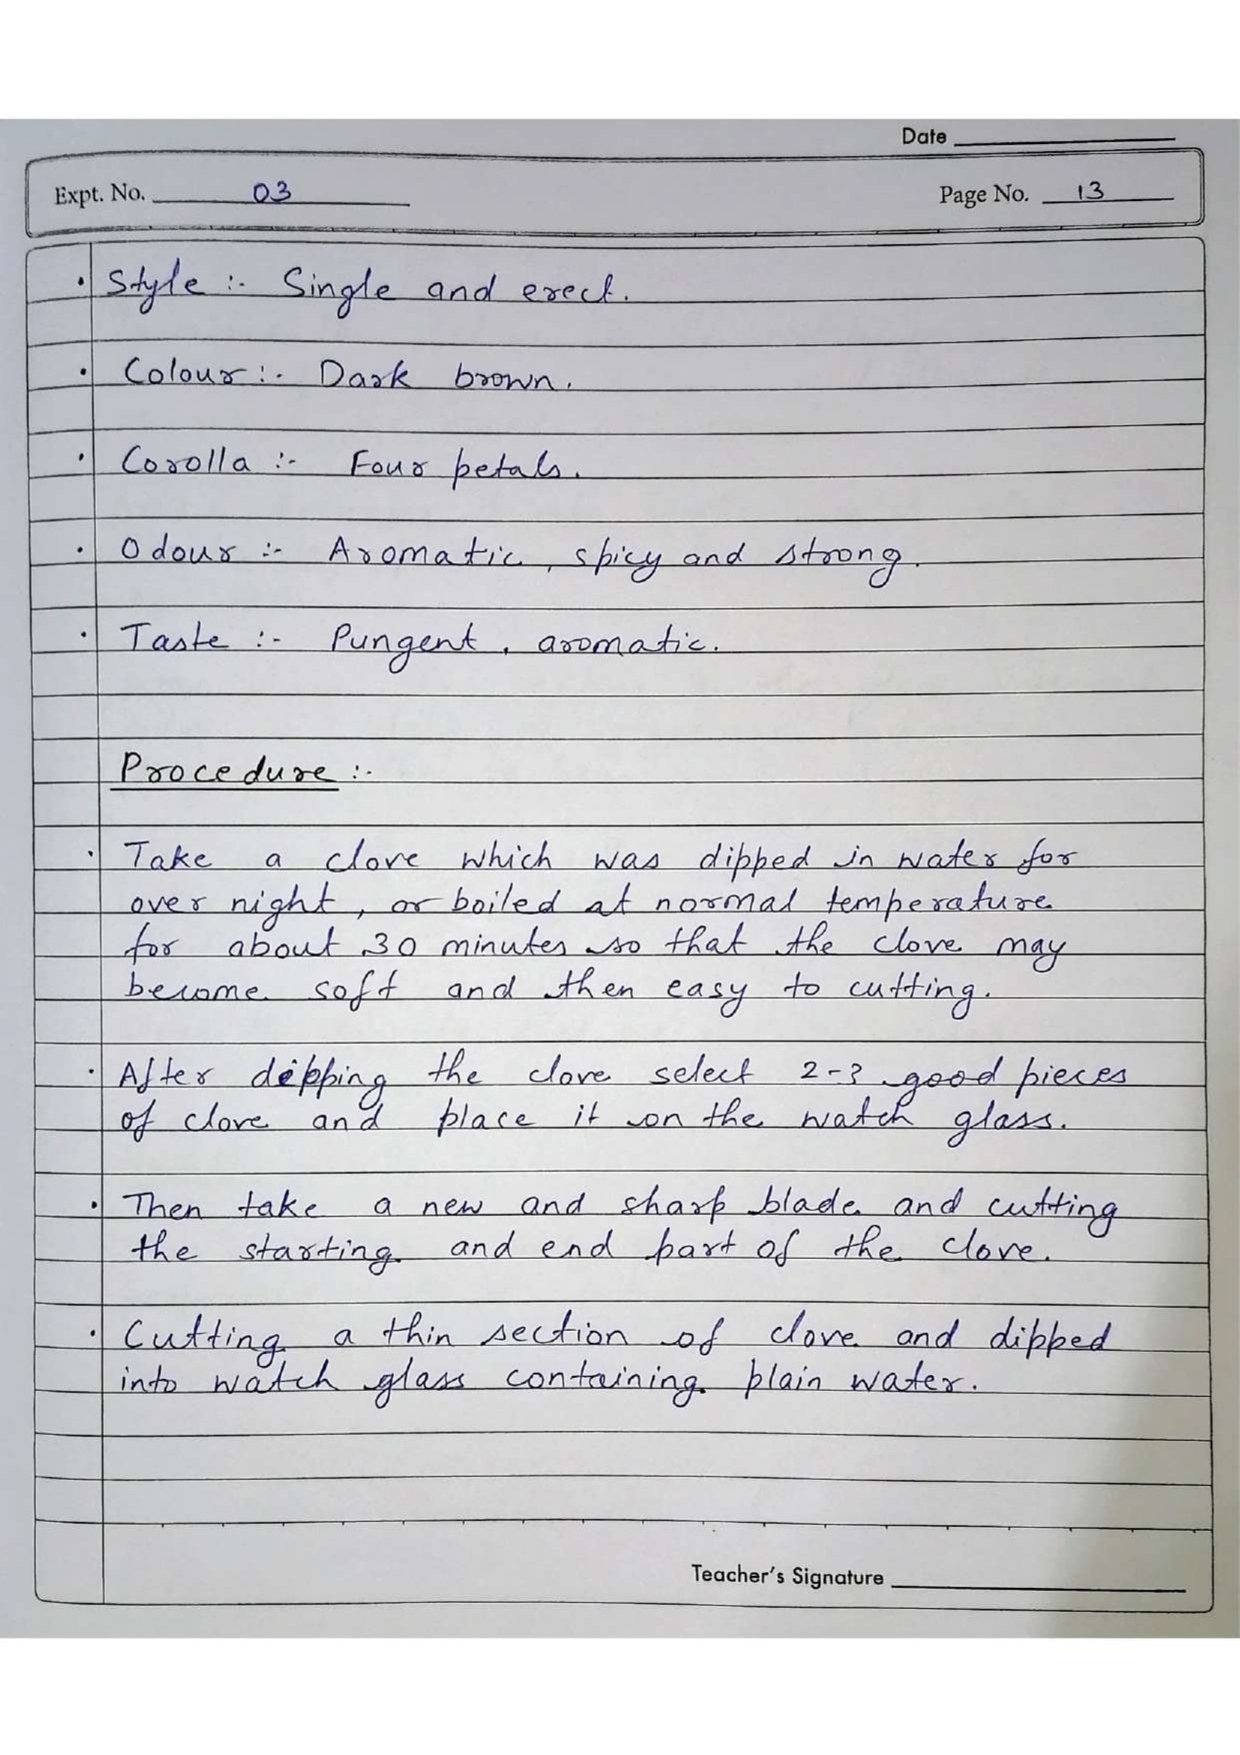 Date
Expt. No. 03
Page No. 13
• Style :- Single and erect.
• Colour :- Dark brown.
• Corolla :- Four petals.
• Odour :- Aromatic, spicy and strong.
• Taste :- Pungent, aromatic.
Procedure :-
• Take a clove which was dipped in water for
over night, or boiled at normal temperature
for about 30 minutes so that the clove may
become soft and then easy to cutting.
• After dipping the clove select 2-3 good pieces
of clove and place it on the watch glass.
• Then take a new and sharp blade and cutting
the starting and end part of the clove.
• Cutting a thin section of clove and dipped
into watch glass containing plain water.
Teacher's Signature